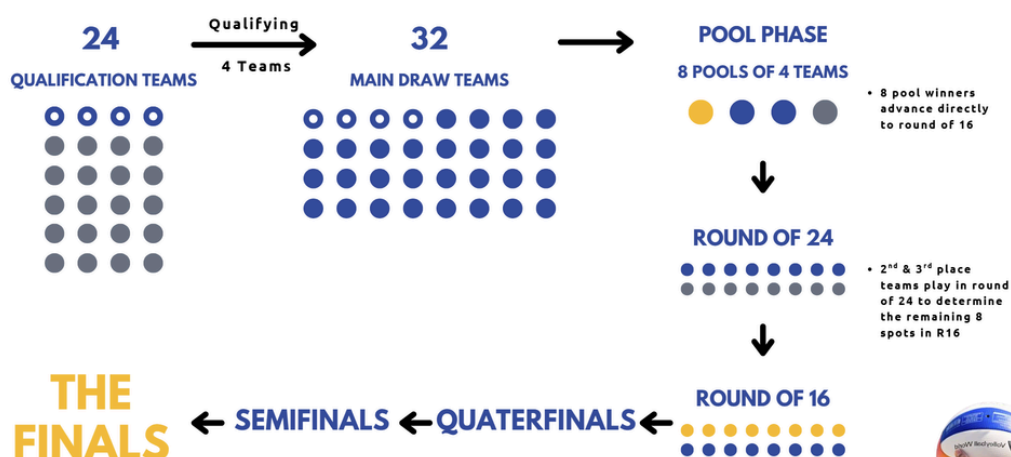 24
QUALIFICATION TEAMS
Qualifying
4 Teams
32
MAIN DRAW TEAMS
POOL PHASE
8 POOLS OF 4 TEAMS
• 8 pool winners
advance directly
to round of 16
ROUND OF 24
• 2nd & 3rd place
teams play in round
of 24 to determine
the remaining 8
spots in R16
ROUND OF 16
QUATERFINALS
SEMIFINALS
THE
FINALS
Volleyball World